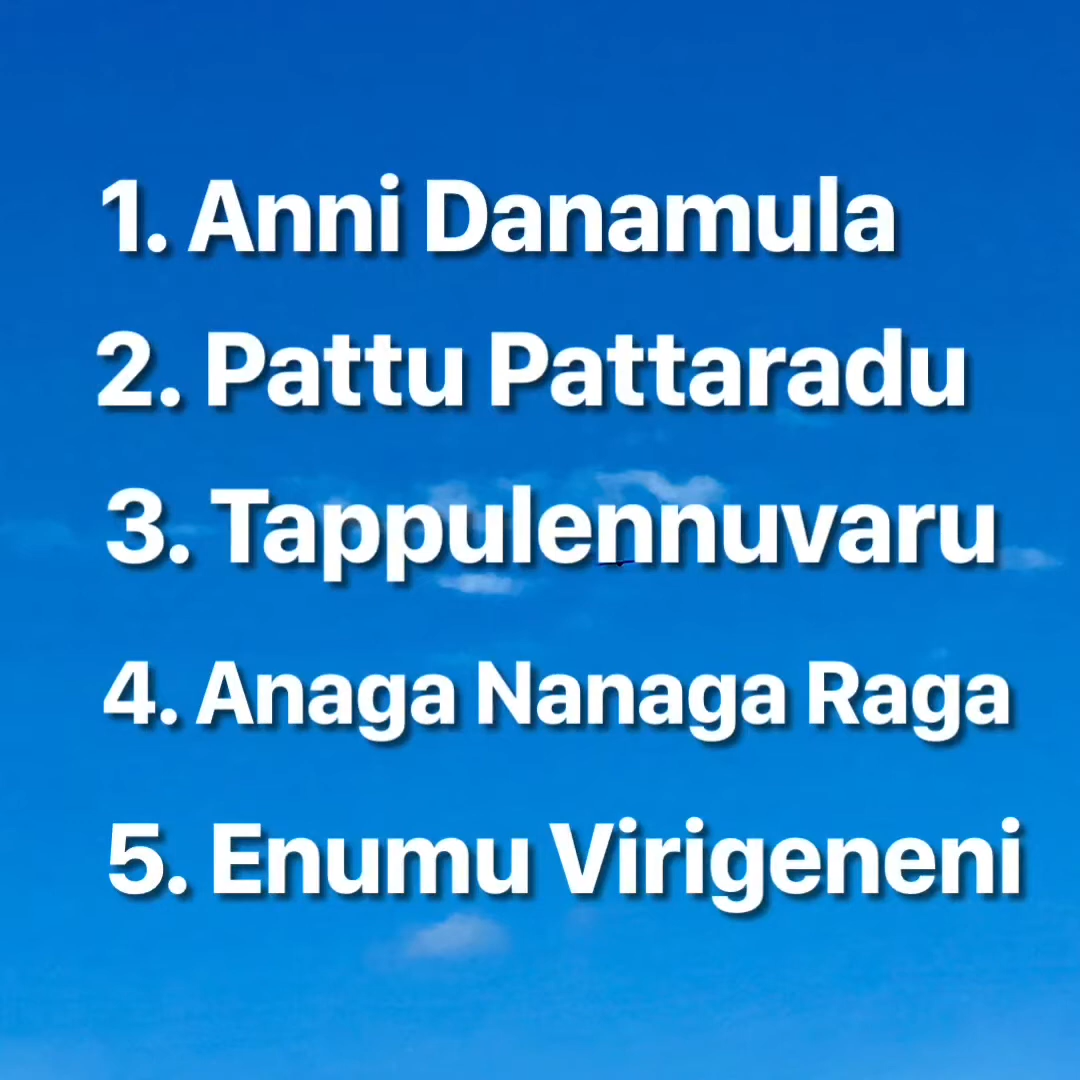 1. Anni Danamula
2. Pattu Pattaradu
3. Tappulennuvaru
4. Anaga Nanaga Raga
5. Enumu Virigeneni